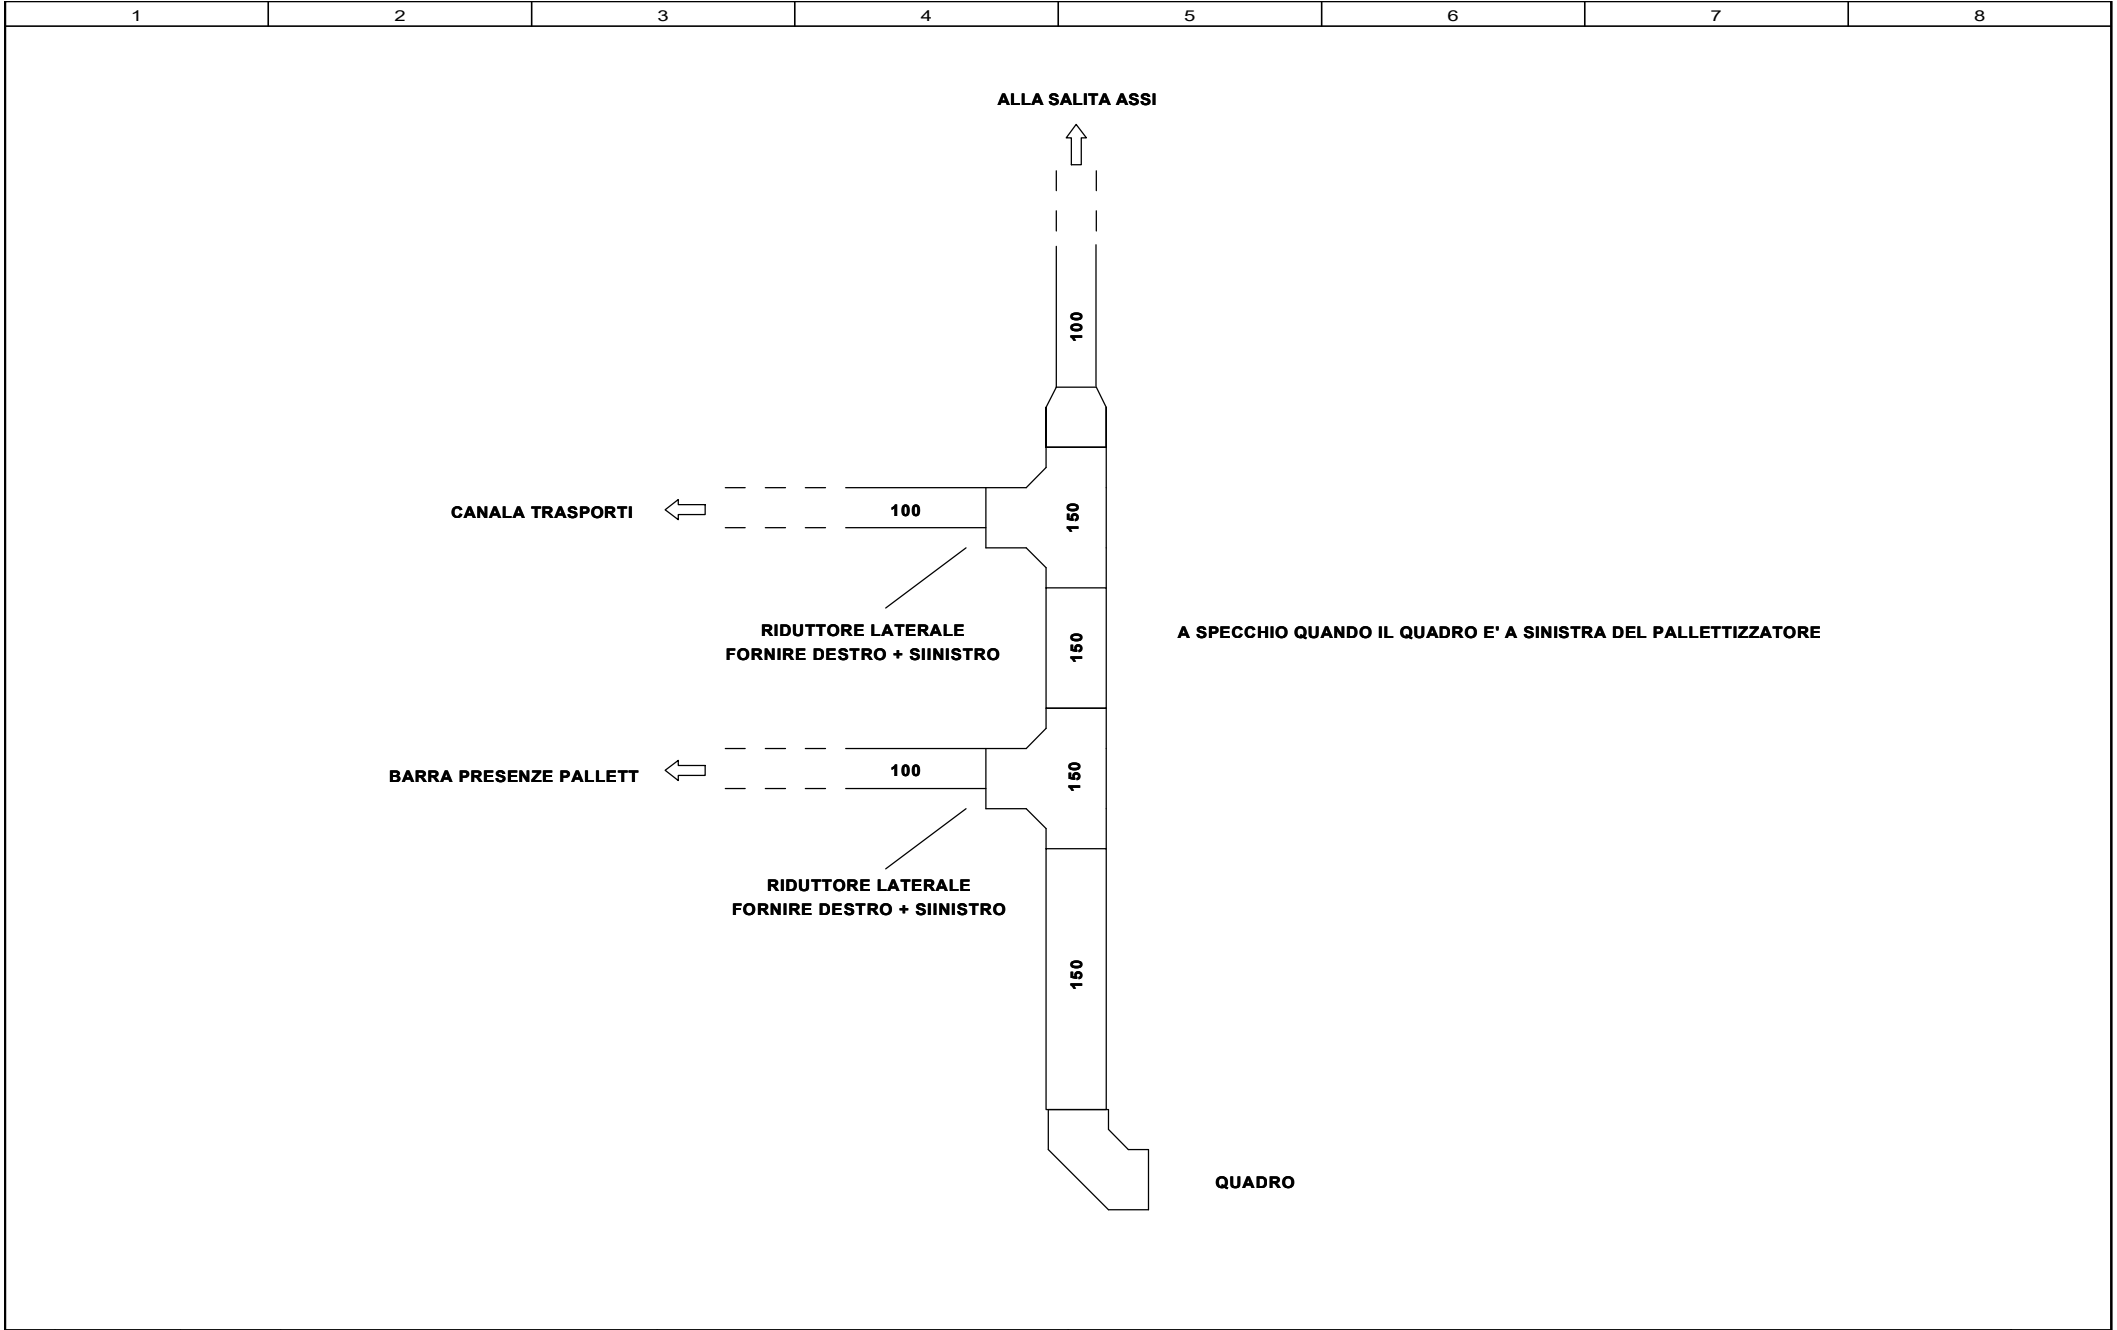 1 2 3 4 5 6 7 8
ALLA SALITA ASSI
100
CANALA TRASPORTI
100
150
RIDUTTORE LATERALE
FORNIRE DESTRO + SIINISTRO
A SPECCHIO QUANDO IL QUADRO E' A SINISTRA DEL PALLETTIZZATORE
150
BARRA PRESENZE PALLETT
100
150
RIDUTTORE LATERALE
FORNIRE DESTRO + SIINISTRO
150
QUADRO